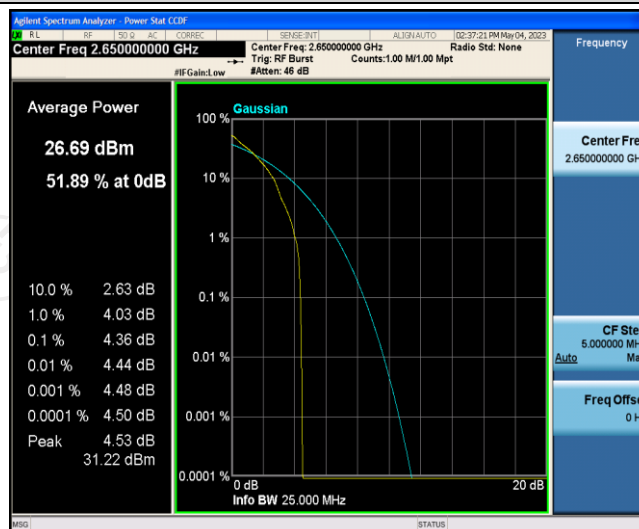 Agilent Spectrum Analyzer - Power Stat CCDF
RL RF 50 Ω AC CORREC SENSE:INT ALIGNAUTO 02:37:21 PM May 04, 2023
Center Freq 2.650000000 GHz
Center Freq: 2.650000000 GHz Radio Std: None
Trig: RF Burst Counts:1.00 M/1.00 Mpt
#IFGain:Low #Atten: 46 dB
Frequency
Average Power
26.69 dBm
51.89 % at 0dB
10.0 % 2.63 dB
1.0 % 4.03 dB
0.1 % 4.36 dB
0.01 % 4.44 dB
0.001 % 4.48 dB
0.0001 % 4.50 dB
Peak 4.53 dB
31.22 dBm
Gaussian
100 %
10 %
1 %
0.1 %
0.01 %
0.001 %
0.0001 %
0 dB 20 dB
Info BW 25.000 MHz
Center Fre
2.650000000 GH
CF Ste
5.000000 MH
Auto Ma
Freq Offse
0 H
MSG STATUS